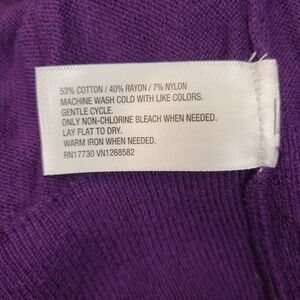 53% COTTON / 40% RAYON / 7% NYLON
MACHINE WASH COLD WITH LIKE COLORS.
GENTLE CYCLE.
ONLY NON-CHLORINE BLEACH WHEN NEEDED.
LAY FLAT TO DRY.
WARM IRON WHEN NEEDED.
RN17730 VN1268582